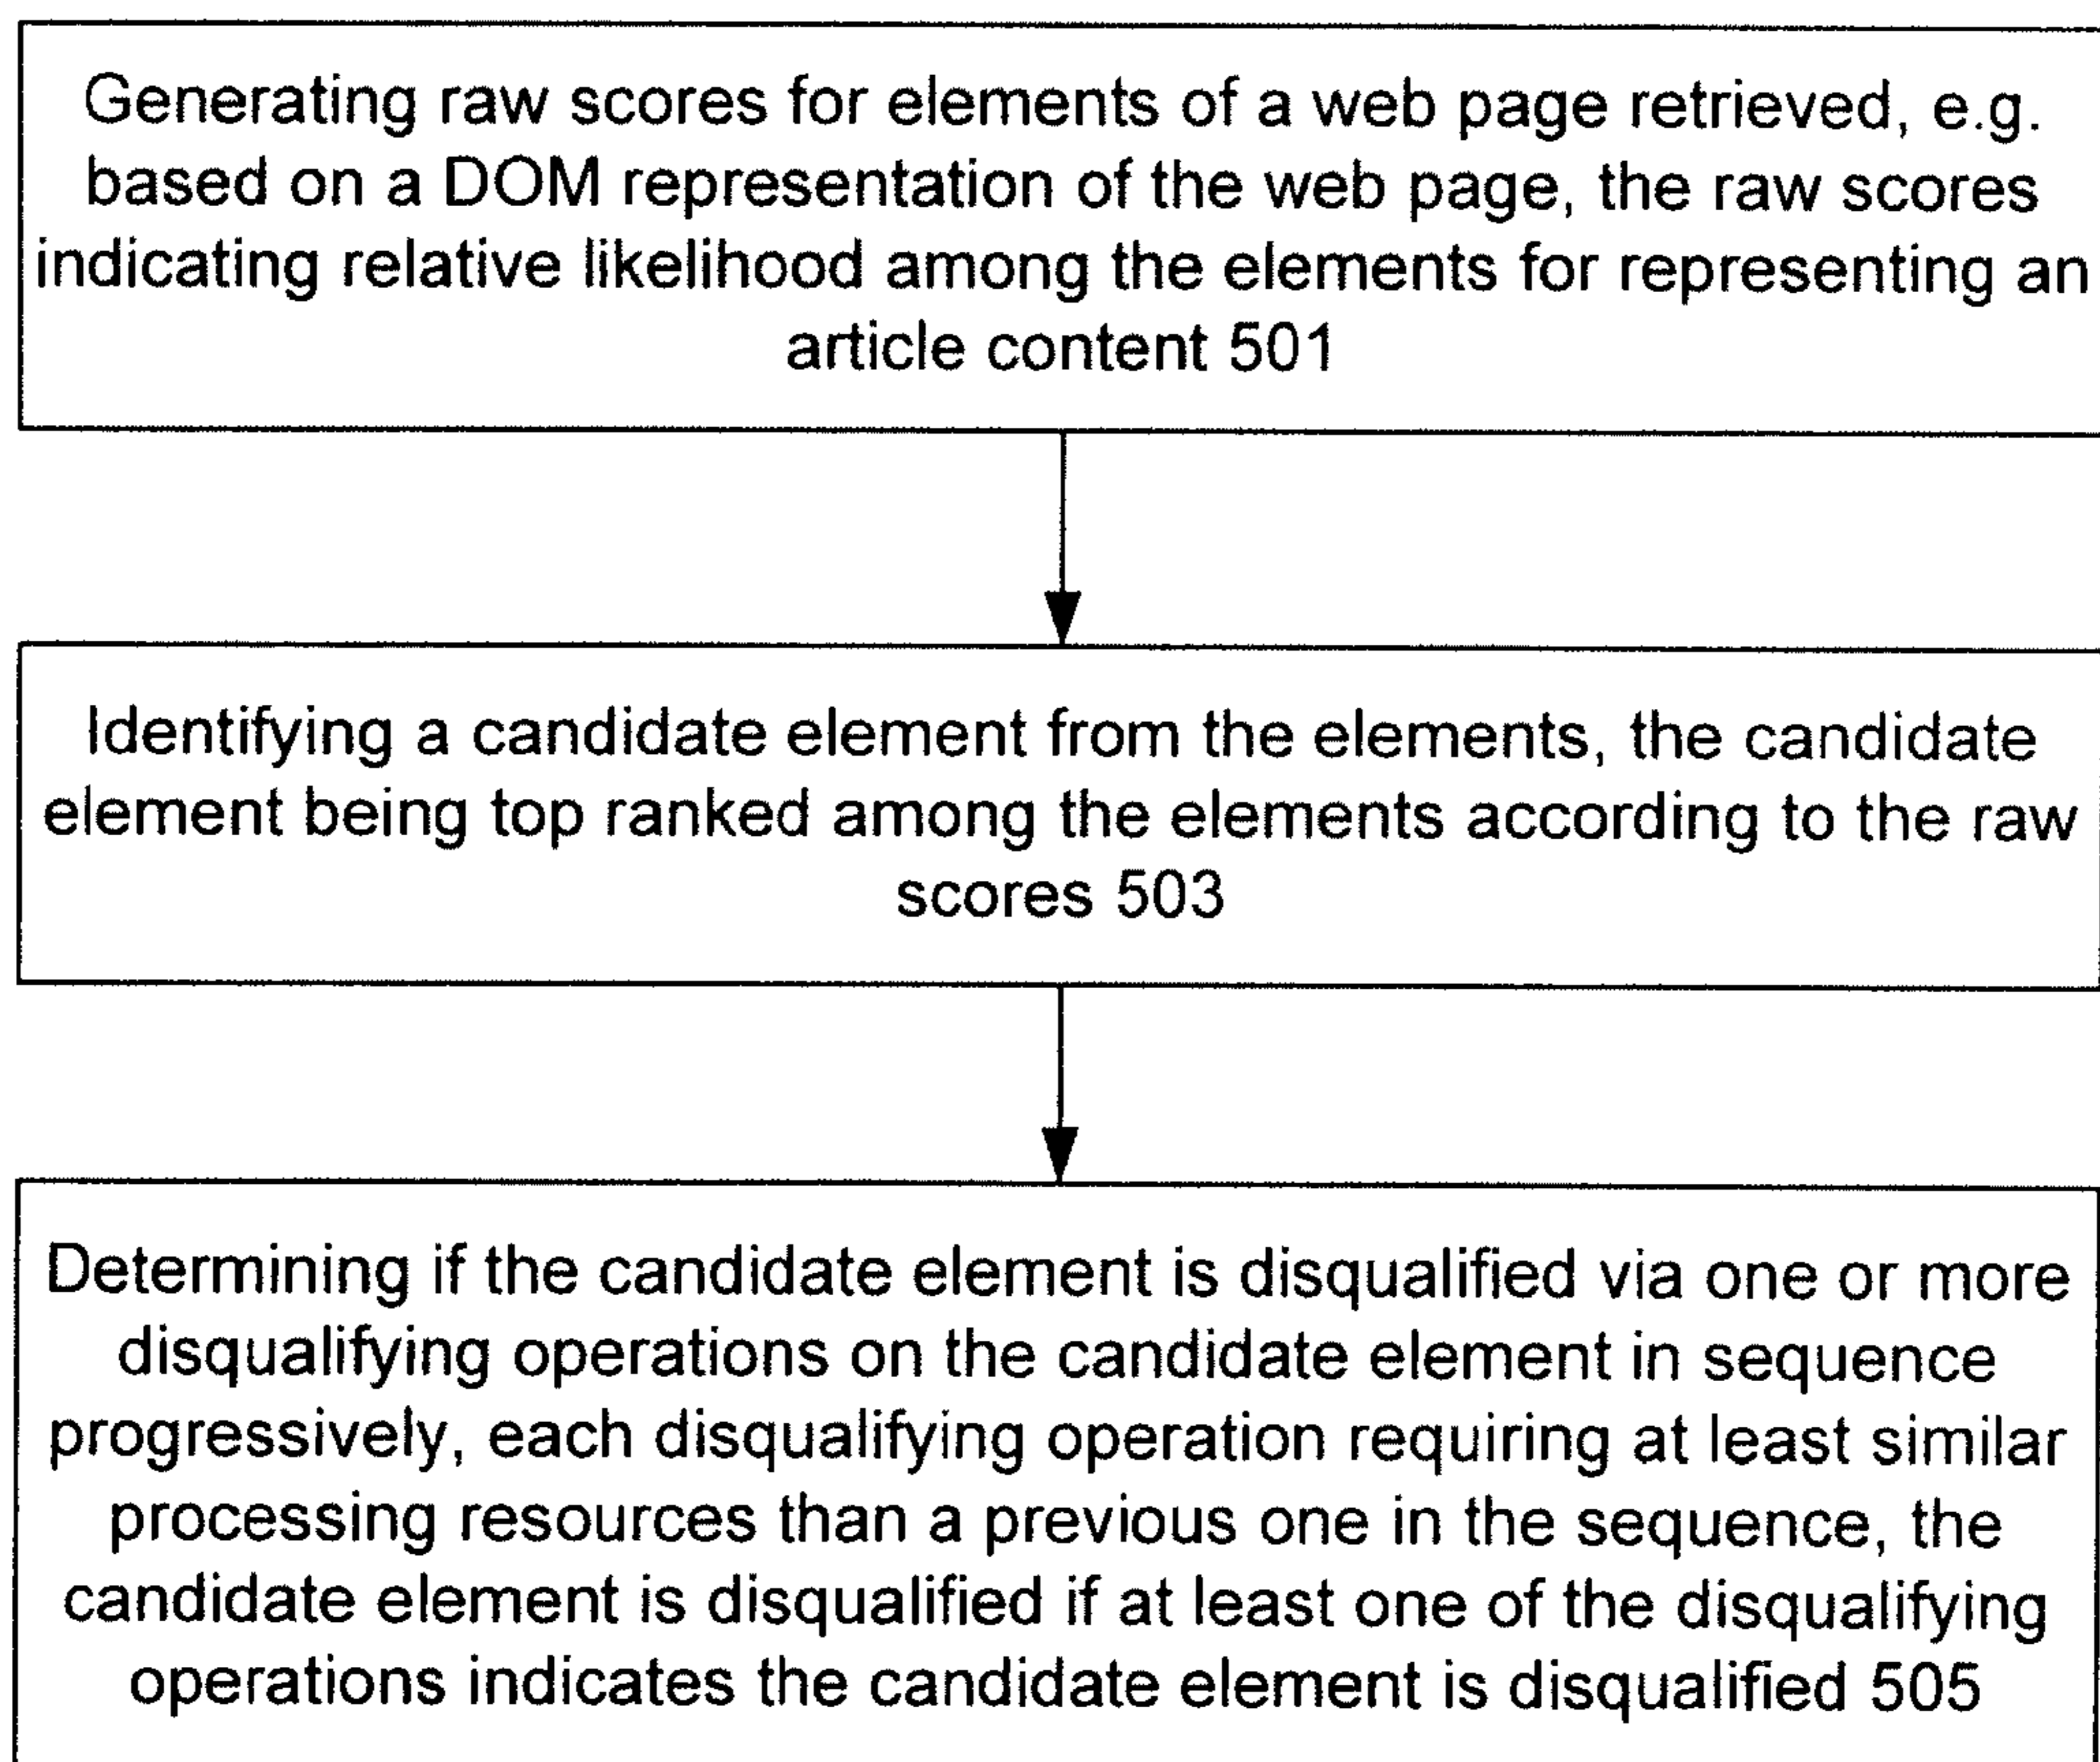 Generating raw scores for elements of a web page retrieved, e.g.
based on a DOM representation of the web page, the raw scores
indicating relative likelihood among the elements for representing an
article content 501
Identifying a candidate element from the elements, the candidate
element being top ranked among the elements according to the raw
scores 503
Determining if the candidate element is disqualified via one or more
disqualifying operations on the candidate element in sequence
progressively, each disqualifying operation requiring at least similar
processing resources than a previous one in the sequence, the
candidate element is disqualified if at least one of the disqualifying
operations indicates the candidate element is disqualified 505